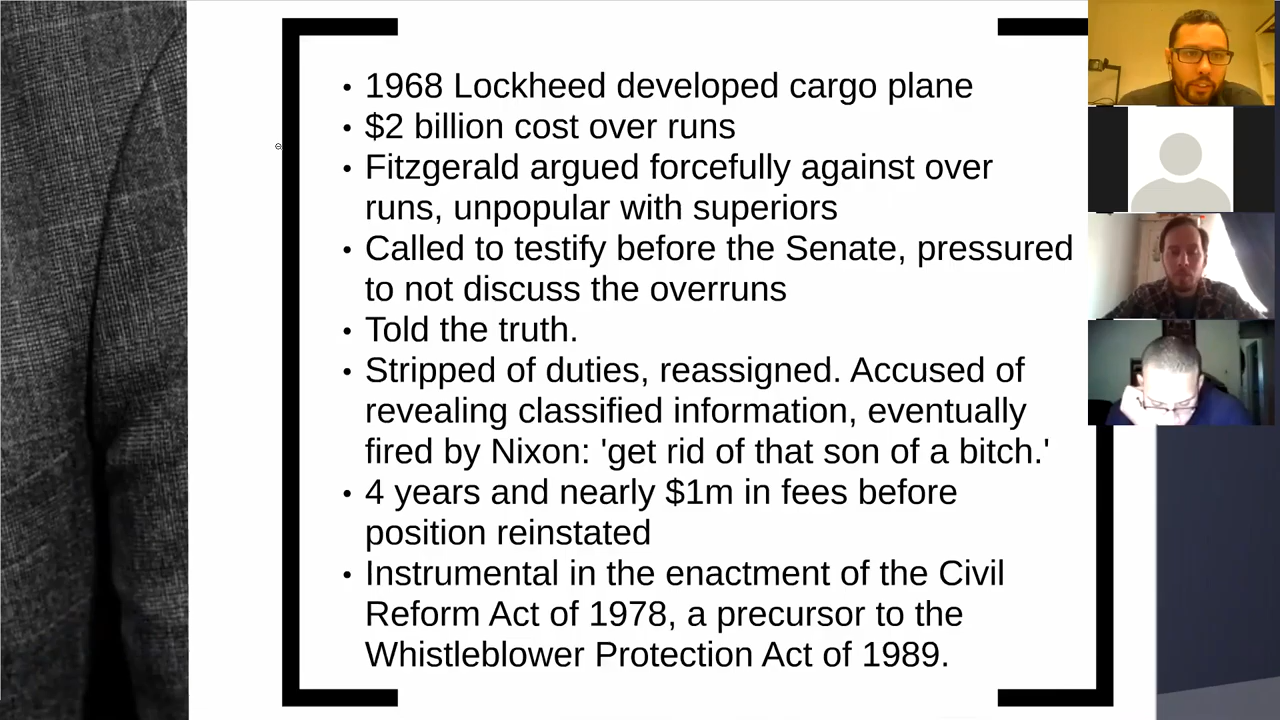 • 1968 Lockheed developed cargo plane
• $2 billion cost over runs
• Fitzgerald argued forcefully against over
runs, unpopular with superiors
• Called to testify before the Senate, pressured
to not discuss the overruns
• Told the truth.
• Stripped of duties, reassigned. Accused of
revealing classified information, eventually
fired by Nixon: 'get rid of that son of a bitch.'
• 4 years and nearly $1m in fees before
position reinstated
• Instrumental in the enactment of the Civil
Reform Act of 1978, a precursor to the
Whistleblower Protection Act of 1989.